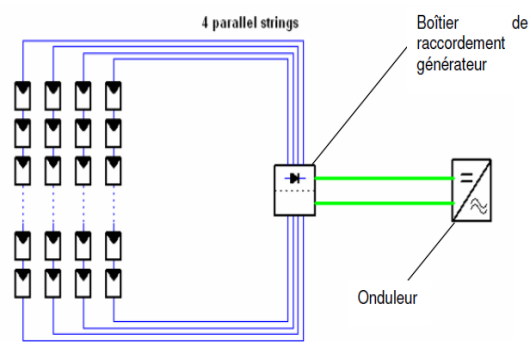 4 parallel strings
Boîtier de
raccordement
générateur
Onduleur